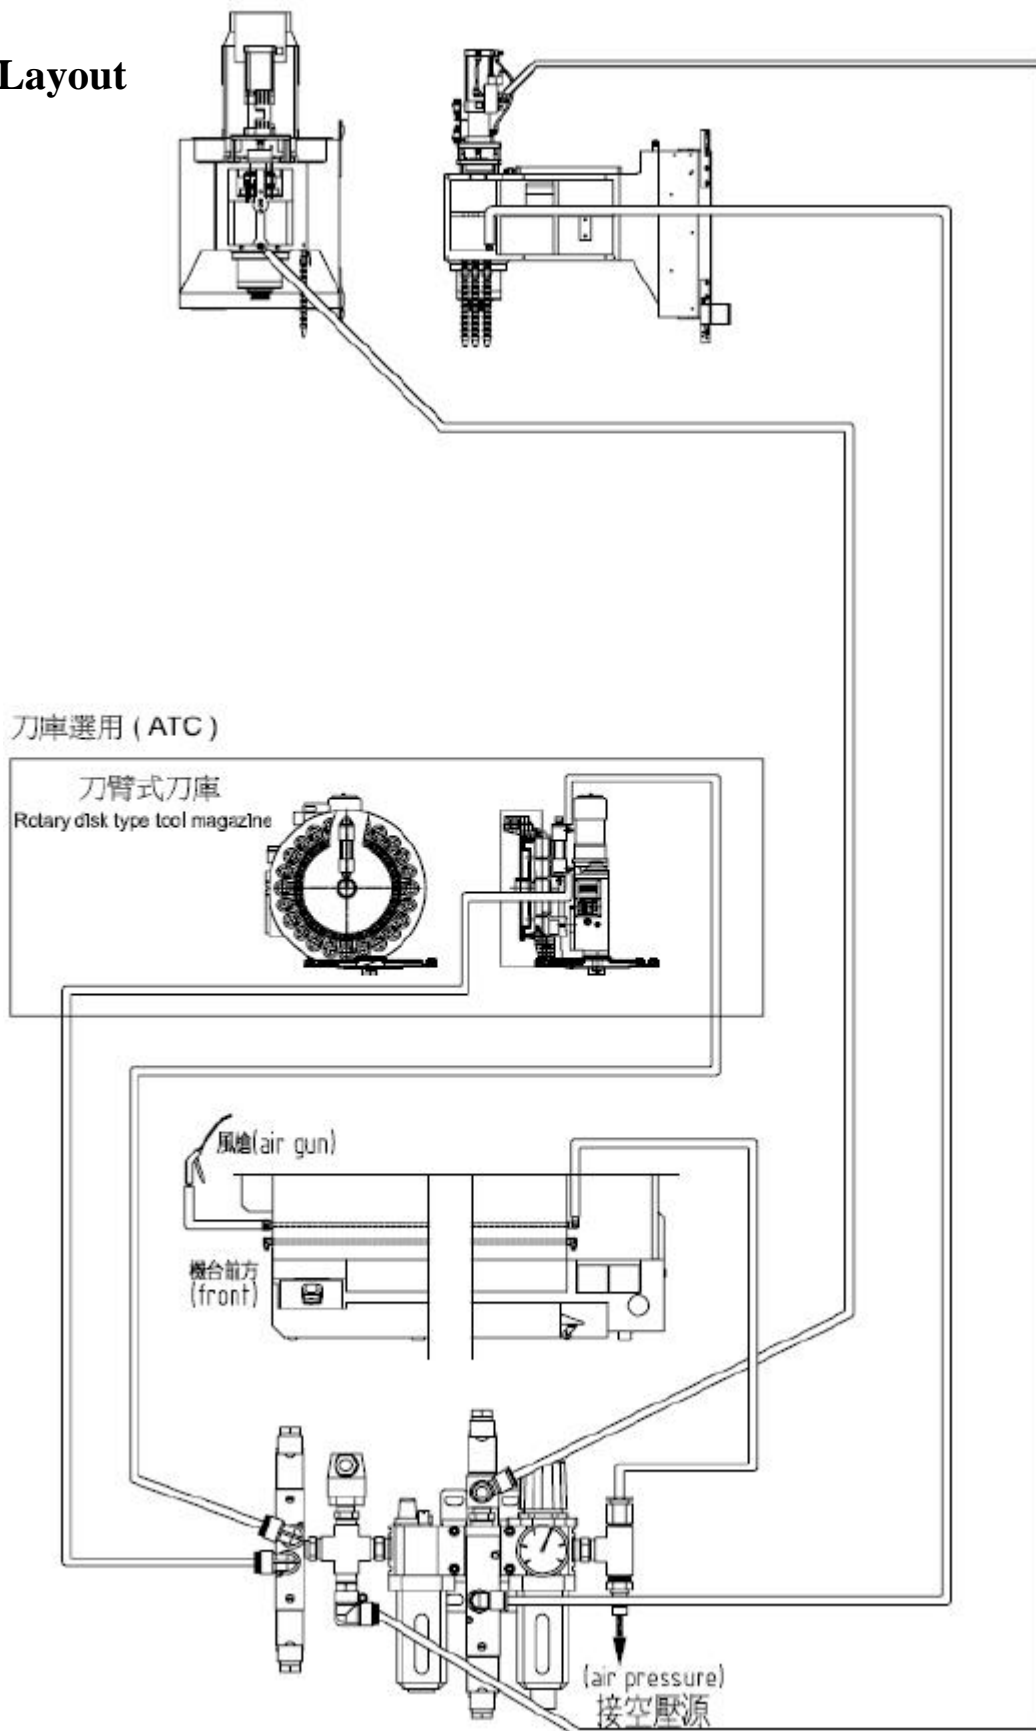 Layout
刀庫選用 ( ATC )
刀臂式刀庫
Rotary disk type tool magazine
風槍(air gun)
機台前方
(front)
(air pressure)
接空壓源